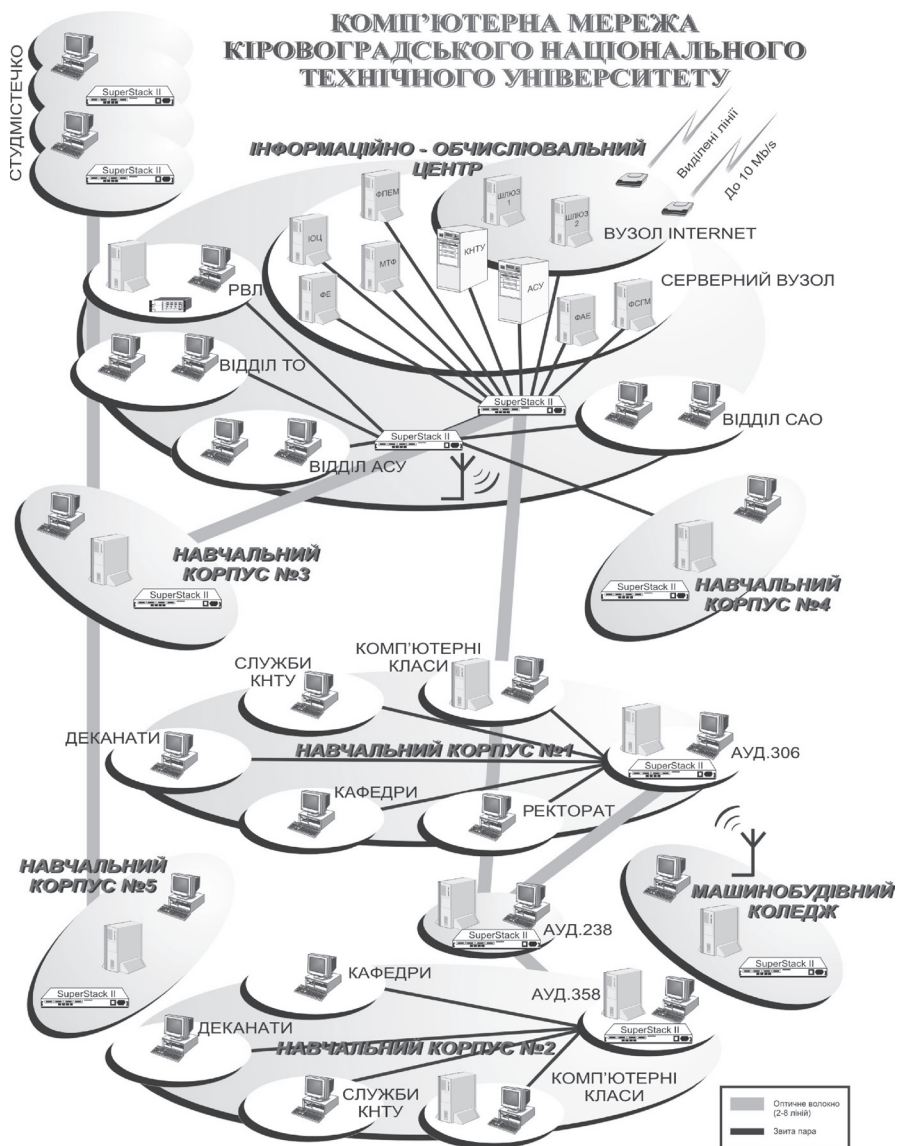 КОМП’ЮТЕРНА МЕРЕЖА
КІРОВОГРАДСЬКОГО НАЦІОНАЛЬНОГО
ТЕХНІЧНОГО УНІВЕРСИТЕТУ
СТУДМІСТЕЧКО
SuperStack II
SuperStack II
ІНФОРМАЦІЙНО - ОБЧИСЛЮВАЛЬНИЙ
ЦЕНТР
Виділені лінії
До 10 Mb/s
ФПЕМ
ШЛЮЗ
1
ШЛЮЗ
2
ВУЗОЛ INTERNET
ІОЦ
МТФ
КНТУ
АСУ
ФЕ
ФАЕ
ФСГМ
СЕРВЕРНИЙ ВУЗОЛ
РВЛ
ВІДДІЛ ТО
SuperStack II
SuperStack II
ВІДДІЛ САО
ВІДДІЛ АСУ
НАВЧАЛЬНИЙ
КОРПУС №3
SuperStack II
SuperStack II
НАВЧАЛЬНИЙ
КОРПУС №4
СЛУЖБИ
КНТУ
КОМП’ЮТЕРНІ
КЛАСИ
ДЕКАНАТИ
НАВЧАЛЬНИЙ КОРПУС №1
АУД.306
SuperStack II
КАФЕДРИ
РЕКТОРАТ
НАВЧАЛЬНИЙ
КОРПУС №5
SuperStack II
МАШИНОБУДІВНИЙ
КОЛЕДЖ
SuperStack II
АУД.238
SuperStack II
КАФЕДРИ
АУД.358
SuperStack II
ДЕКАНАТИ
НАВЧАЛЬНИЙ КОРПУС №2
СЛУЖБИ
КНТУ
КОМП’ЮТЕРНІ
КЛАСИ
Оптичне волокно
(2-8 ліній)
Звита пара